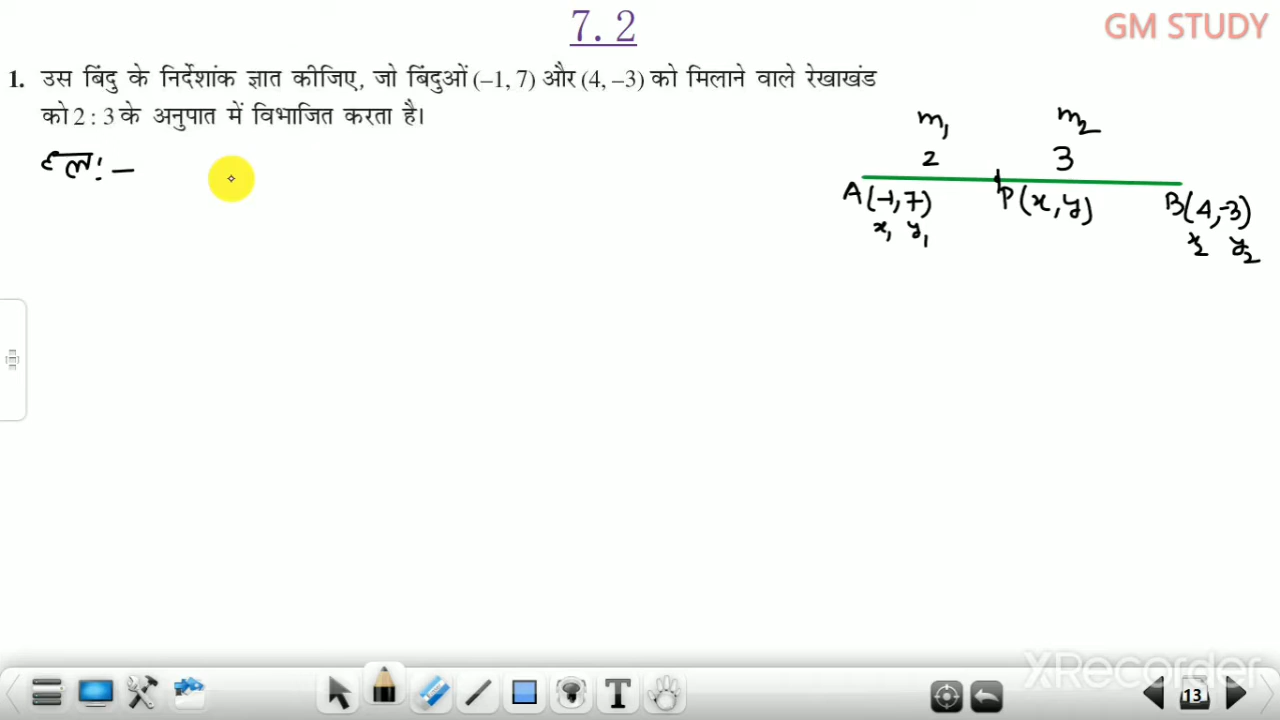 7.2
GM STUDY
1. उस बिंदु के निर्देशांक ज्ञात कीजिए, जो बिंदुओं (–1, 7) और (4, –3) को मिलाने वाले रेखाखंड
को 2 : 3 के अनुपात में विभाजित करता है।
हल:-
m₁ m₂
2 3
A(-1,7) P(x,y) B(4,-3)
x₁ y₁ x₂ y₂
T
XRecorder
13